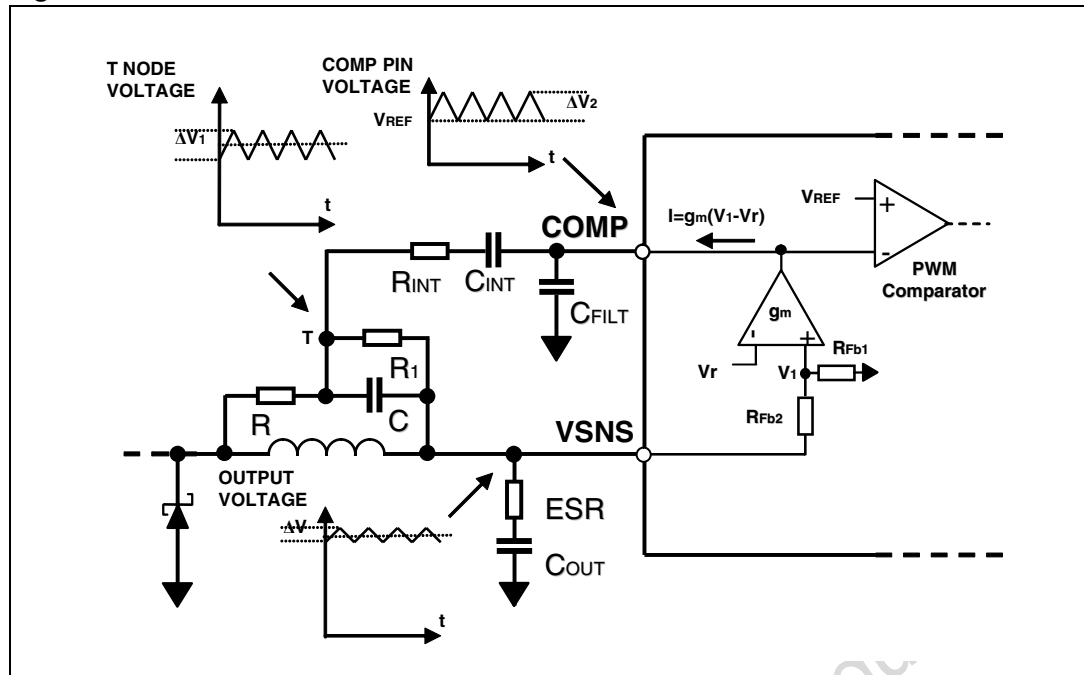 T NODE
VOLTAGE
ΔV1
t
COMP PIN
VOLTAGE
VREF
ΔV2
t
COMP
I=gm(V1-Vr)
VREF
+
-
PWM
Comparator
gm
-
+
Vr
V1
RFb1
RFb2
RINT
CINT
CFILT
T
R1
R
C
VSNS
OUTPUT
VOLTAGE
ΔV
t
ESR
COUT